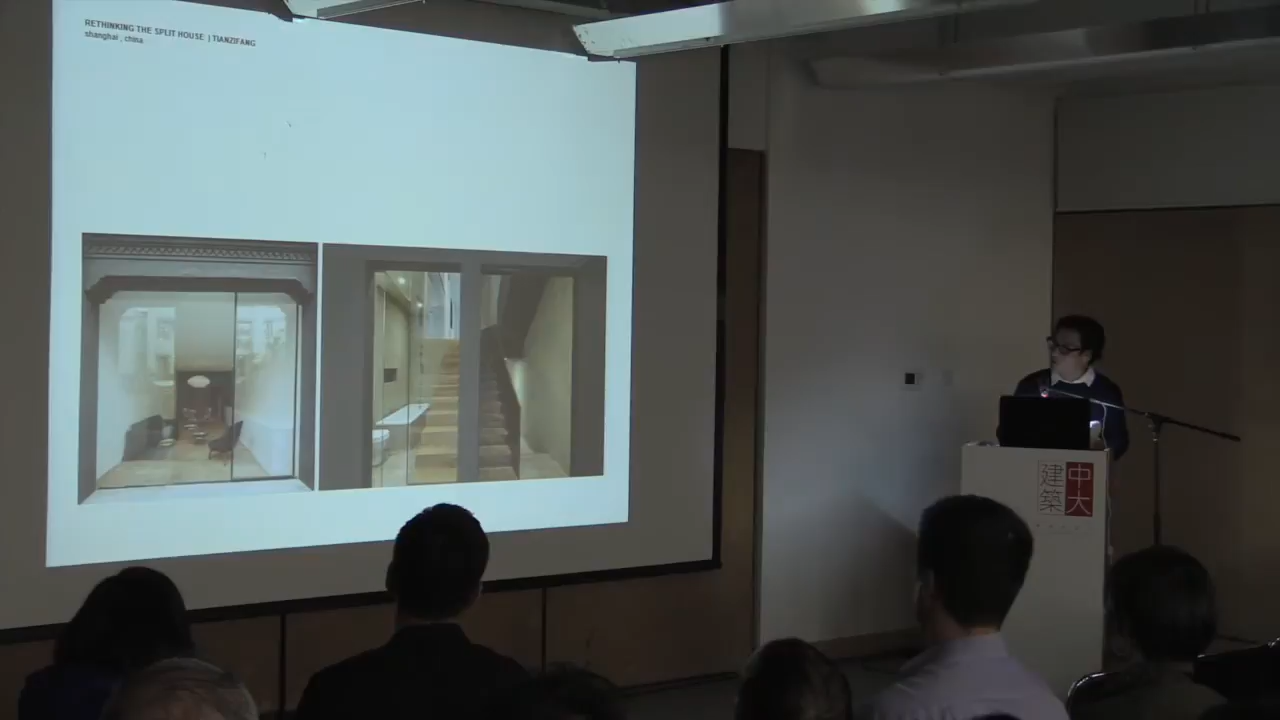 RETHINKING THE SPLIT HOUSE | TIANZIFANG
shanghai , china
建 中
築 大